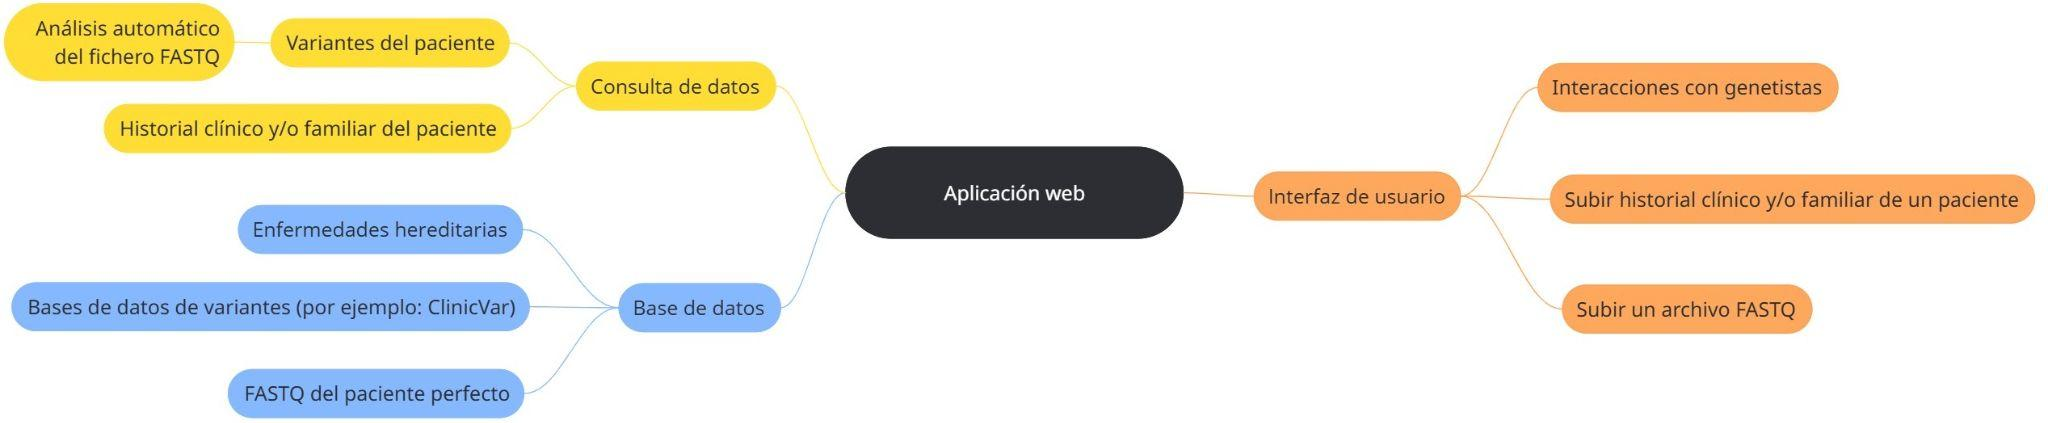 Análisis automático
del fichero FASTQ
Variantes del paciente
Consulta de datos
Historial clínico y/o familiar del paciente
Enfermedades hereditarias
Bases de datos de variantes (por ejemplo: ClinicVar)
Base de datos
FASTQ del paciente perfecto
Aplicación web
Interfaz de usuario
Interacciones con genetistas
Subir historial clínico y/o familiar de un paciente
Subir un archivo FASTQ